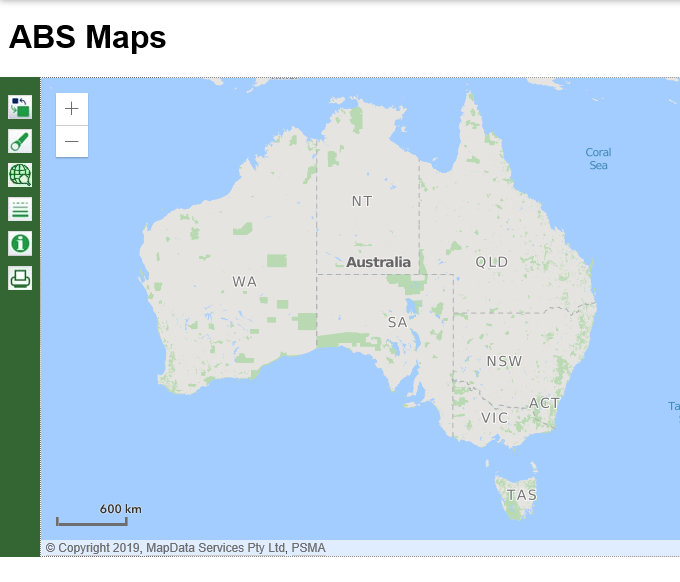 ABS Maps
+
−
Coral
Sea
NT
Australia
QLD
WA
SA
NSW
ACT
VIC
TAS
Ta
600 km
© Copyright 2019, MapData Services Pty Ltd, PSMA